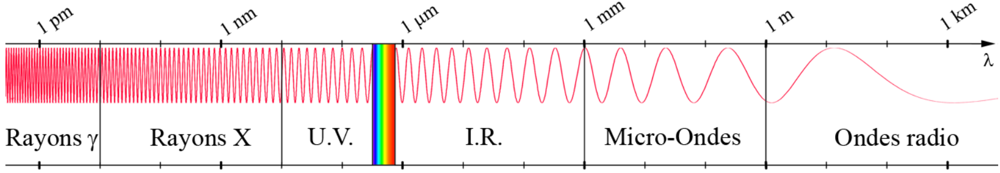 1 pm 1 nm 1 μm 1 mm 1 m 1 km
λ
Rayons γ Rayons X U.V. I.R. Micro-Ondes Ondes radio